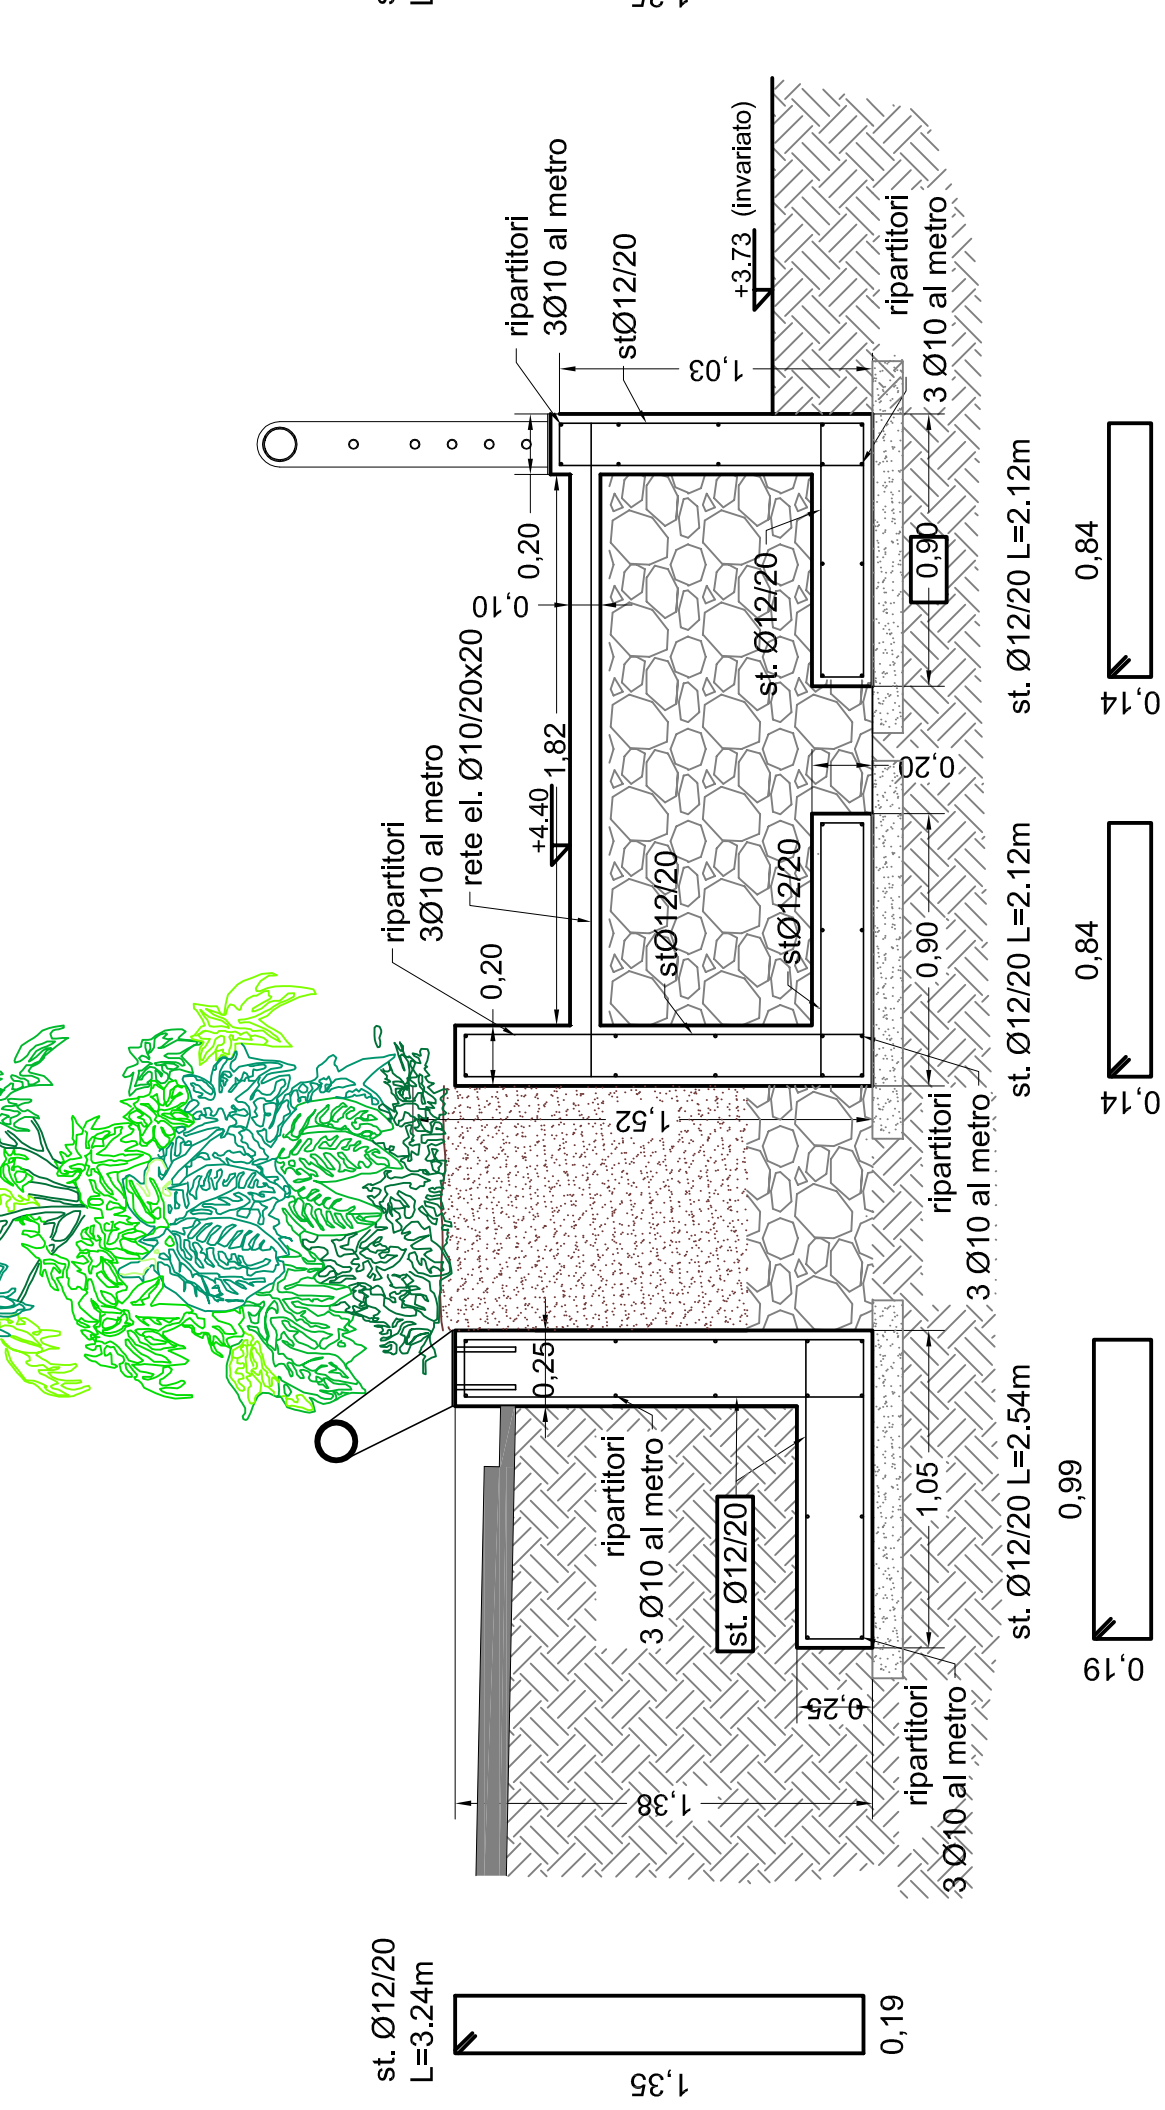 1,35
ripartitori
3Ø10 al metro
stØ12/20
+3.73 (invariato)
1,03
ripartitori
3 Ø10 al metro
0,20
0,10
rete el. Ø10/20x20
1,82
+4.40
ripartitori
3Ø10 al metro
0,20
st. Ø12/20
0,90
0,20
stØ12/20
stØ12/20
0,90
1,52
ripartitori
3 Ø10 al metro
0,25
ripartitori
3 Ø10 al metro
st. Ø12/20
1,05
0,25
1,38
ripartitori
3 Ø10 al metro
st. Ø12/20 L=2.12m
0,84
0,14
st. Ø12/20 L=2.12m
0,84
0,14
st. Ø12/20 L=2.54m
0,99
0,19
st. Ø12/20
L=3.24m
1,35
0,19